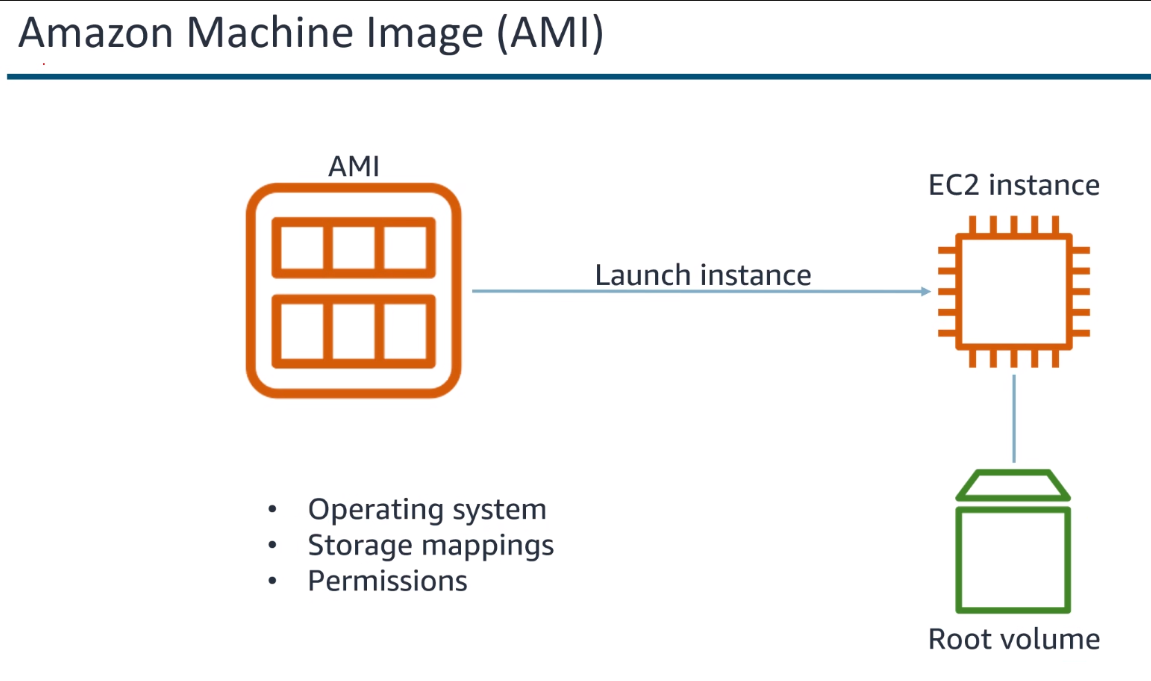 Amazon Machine Image (AMI)
AMI
EC2 instance
Launch instance
• Operating system
• Storage mappings
• Permissions
Root volume